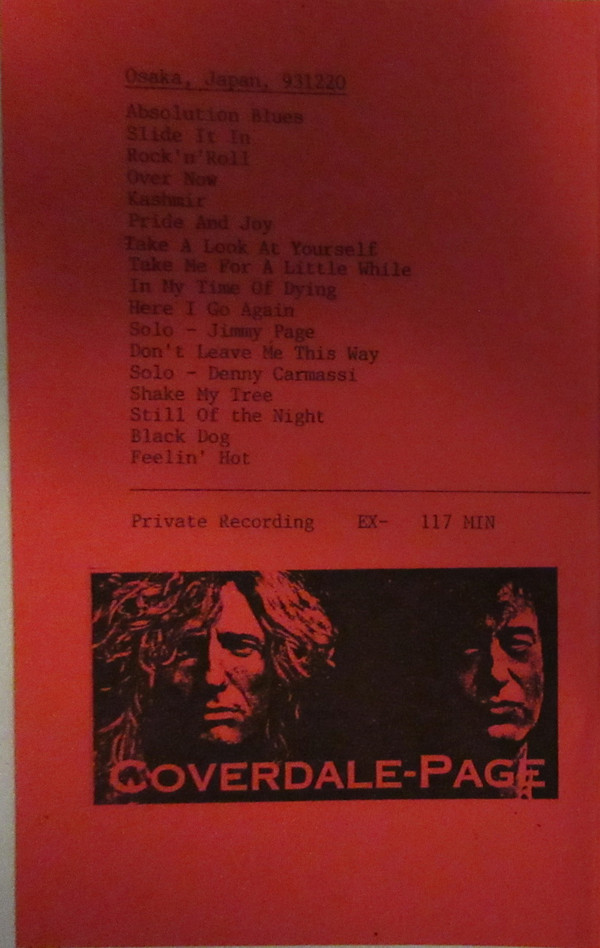 Osaka, Japan, 931220
Absolution Blues
Slide It In
Rock'n'Roll
Over Now
Kashmir
Pride And Joy
Take A Look At Yourself
Take Me For A Little While
In My Time Of Dying
Here I Go Again
Solo - Jimmy Page
Don't Leave Me This Way
Solo - Denny Carmassi
Shake My Tree
Still Of the Night
Black Dog
Feelin' Hot
Private Recording EX- 117 MIN
COVERDALE-PAGE